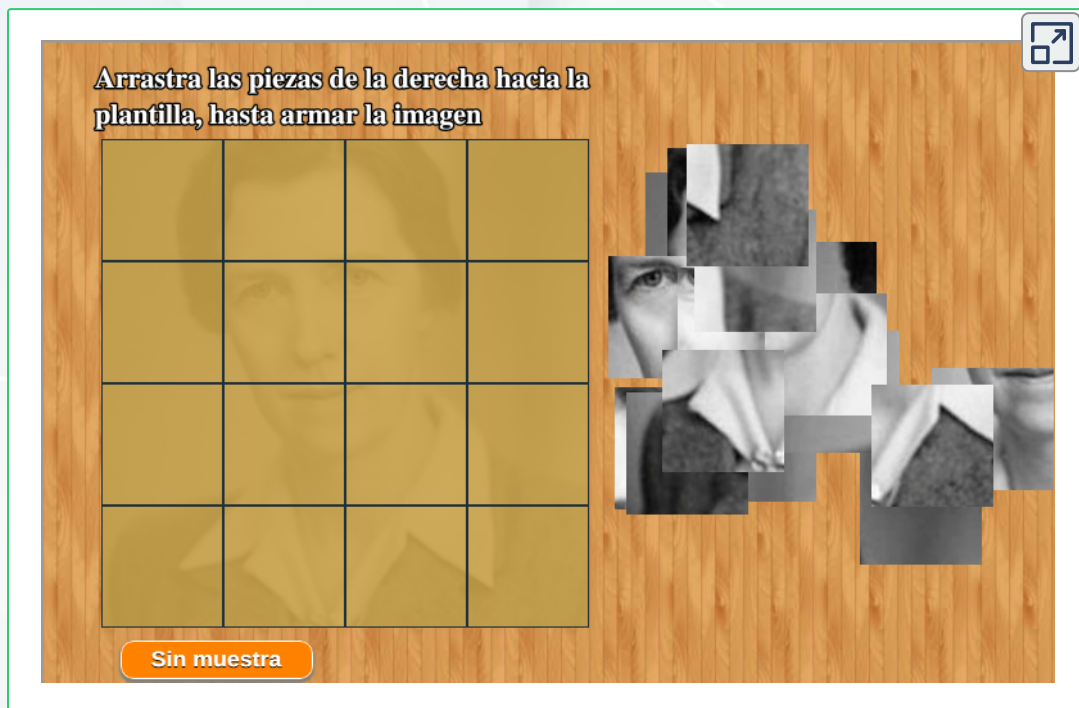 Arrastra las piezas de la derecha hacia la
plantilla, hasta armar la imagen
Sin muestra